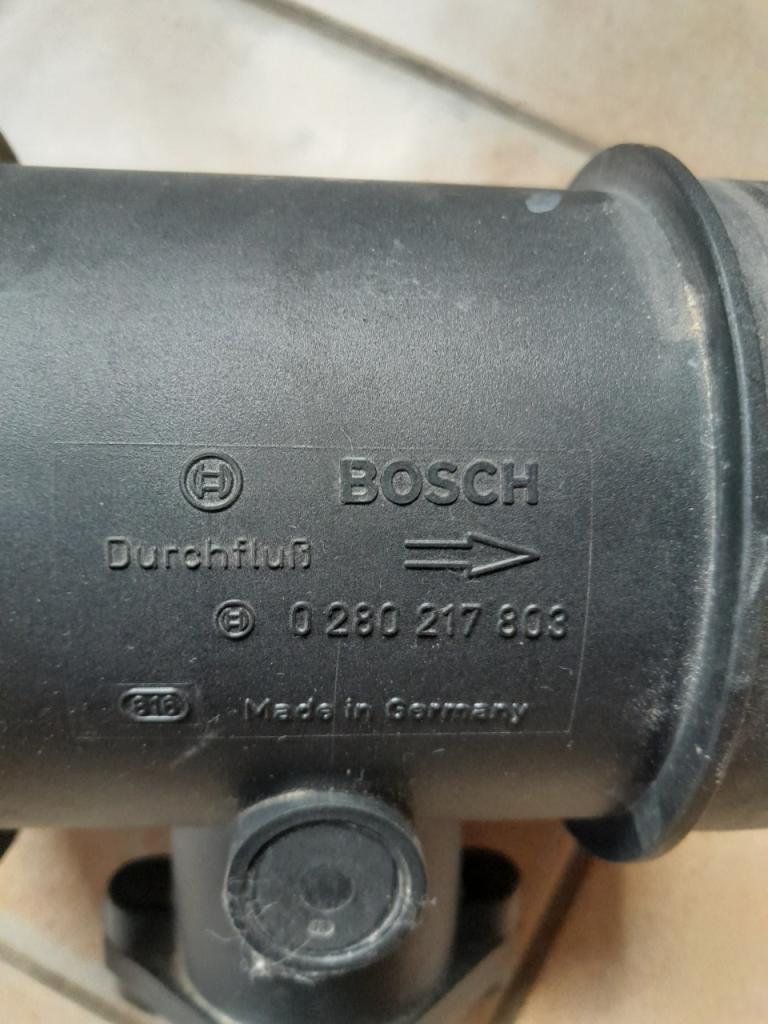 BOSCH
Durchfluß
0 280 217 803
816
Made in Germany